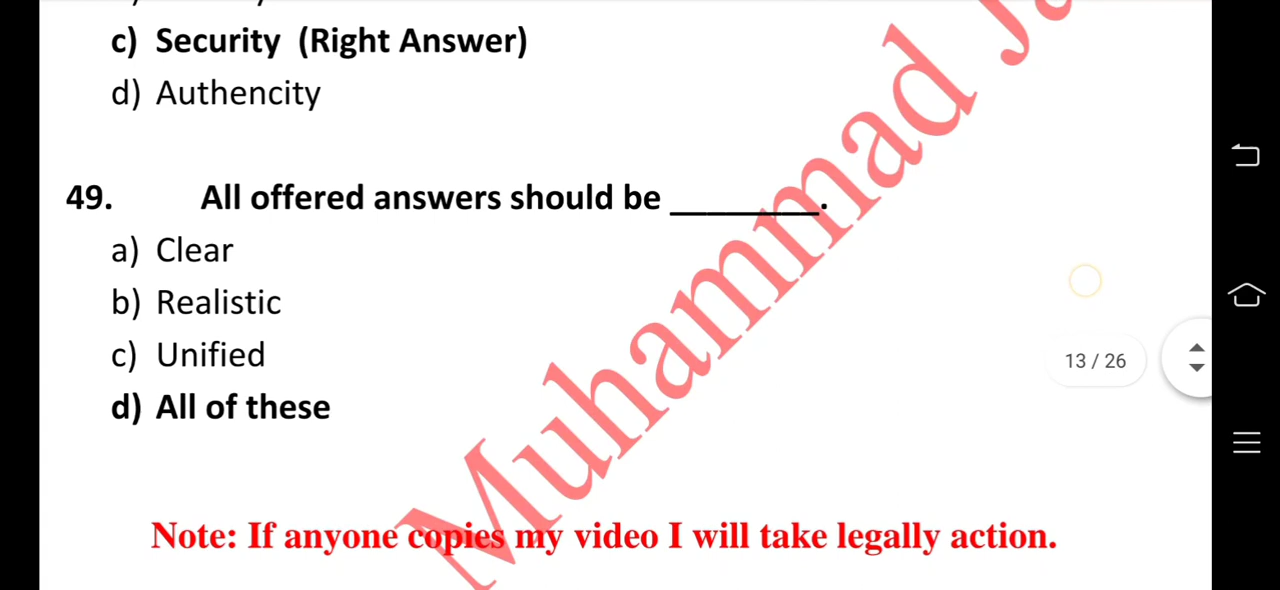 c) Security (Right Answer)
d) Authencity
49. All offered answers should be ________.
a) Clear
b) Realistic
c) Unified
d) All of these
13 / 26
Muhammad
Note: If anyone copies my video I will take legally action.